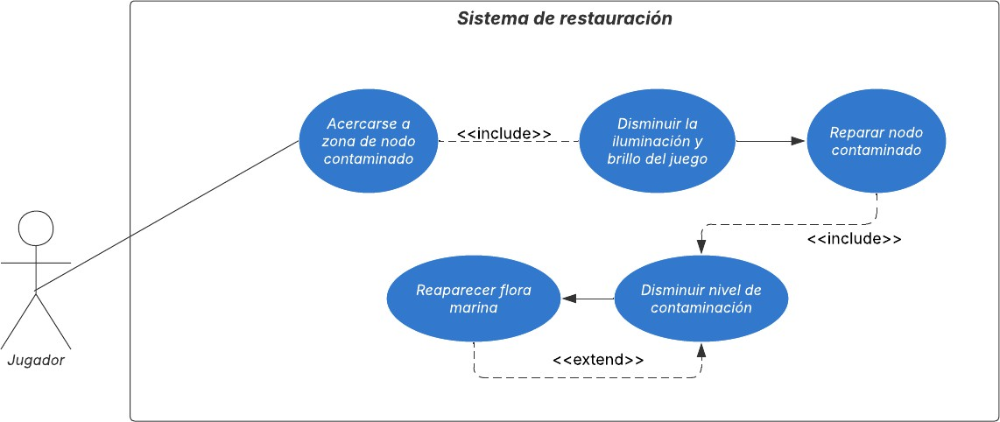 Sistema de restauración
Acercarse a
zona de nodo
contaminado
<<include>>
Disminuir la
iluminación y
brillo del juego
Reparar nodo
contaminado
<<include>>
Reaparecer flora
marina
Disminuir nivel de
contaminación
<<extend>>
Jugador